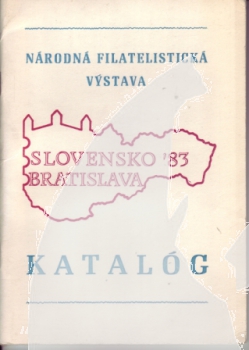 NÁRODNÁ FILATELISTICKÁ
VÝSTAVA
SLOVENSKO '83
BRATISLAVA
KATALÓG